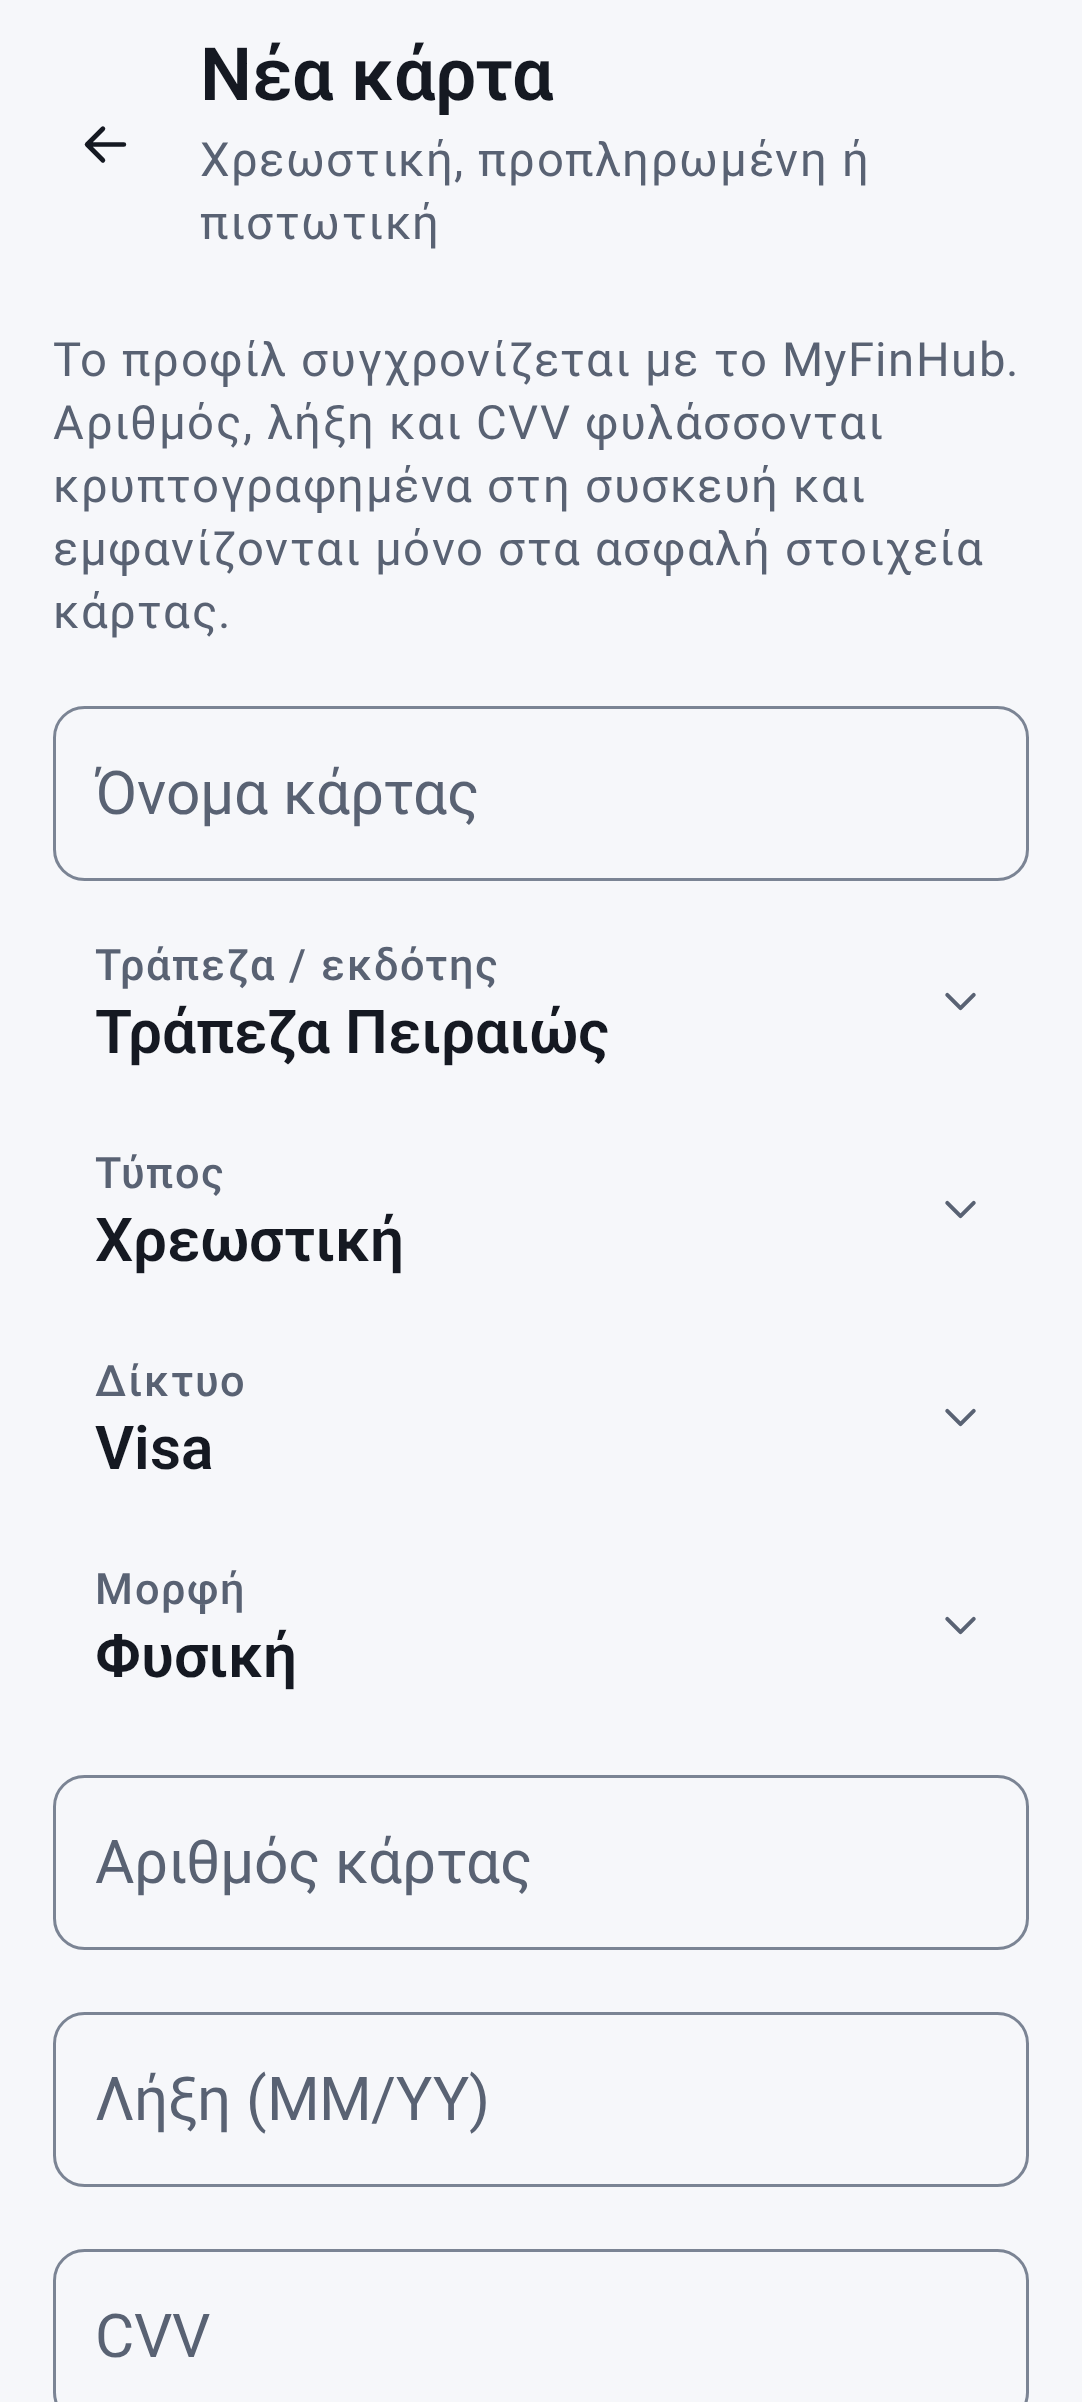 Νέα κάρτα
Χρεωστική, προπληρωμένη ή
πιστωτική
Το προφίλ συγχρονίζεται με το MyFinHub.
Αριθμός, λήξη και CVV φυλάσσονται
κρυπτογραφημένα στη συσκευή και
εμφανίζονται μόνο στα ασφαλή στοιχεία
κάρτας.
Όνομα κάρτας
Τράπεζα / εκδότης
Τράπεζα Πειραιώς
Τύπος
Χρεωστική
Δίκτυο
Visa
Μορφή
Φυσική
Αριθμός κάρτας
Λήξη (MM/YY)
CVV